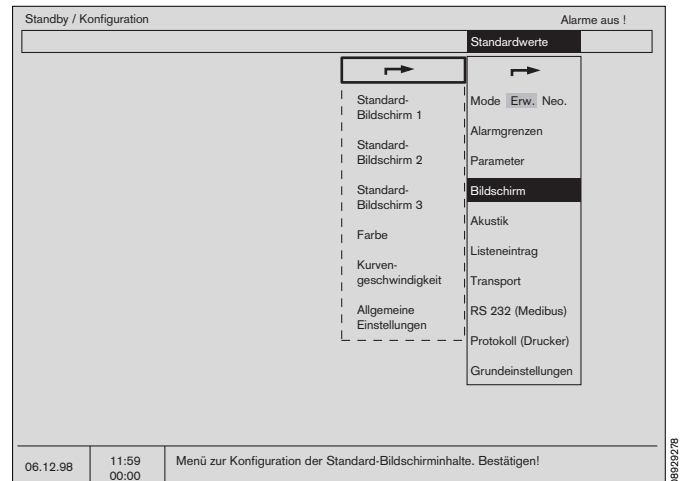 Standby / Konfiguration
Alarme aus !
Standardwerte
Standard-
Bildschirm 1
Standard-
Bildschirm 2
Standard-
Bildschirm 3
Farbe
Kurven-
geschwindigkeit
Allgemeine
Einstellungen
Mode Erw. Neo.
Alarmgrenzen
Parameter
Bildschirm
Akustik
Listeneintrag
Transport
RS 232 (Medibus)
Protokoll (Drucker)
Grundeinstellungen
06.12.98
11:59
00:00
Menü zur Konfiguration der Standard-Bildschirminhalte. Bestätigen!